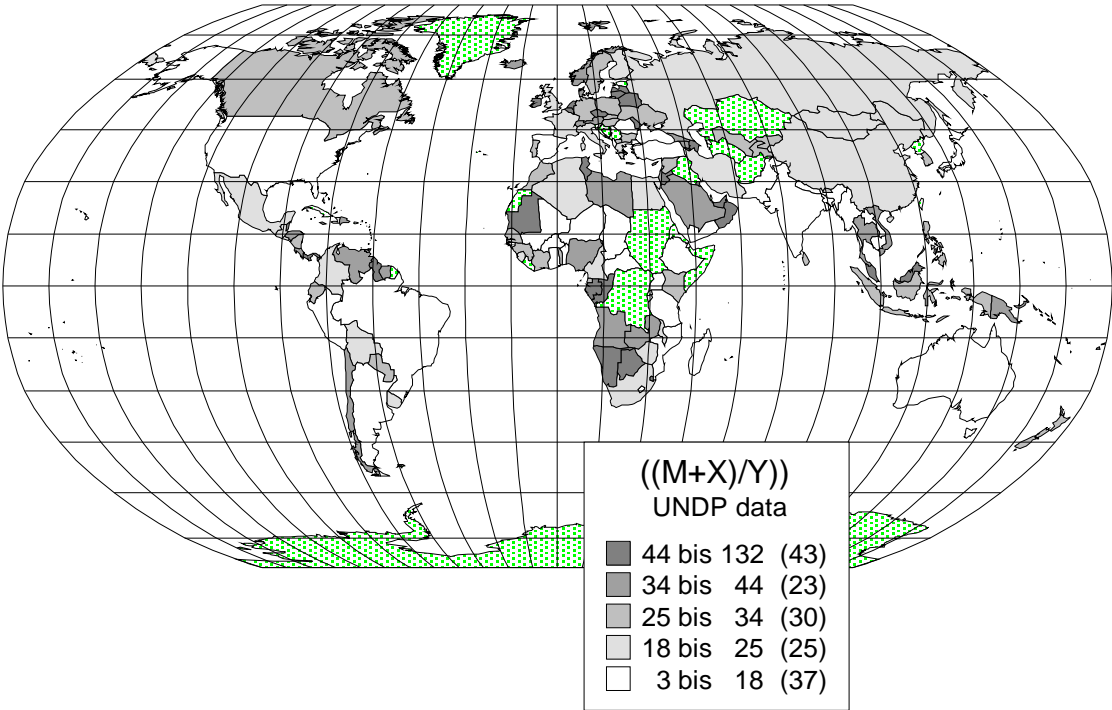 ((M+X)/Y))
UNDP data
44 bis 132 (43)
34 bis 44 (23)
25 bis 34 (30)
18 bis 25 (25)
3 bis 18 (37)